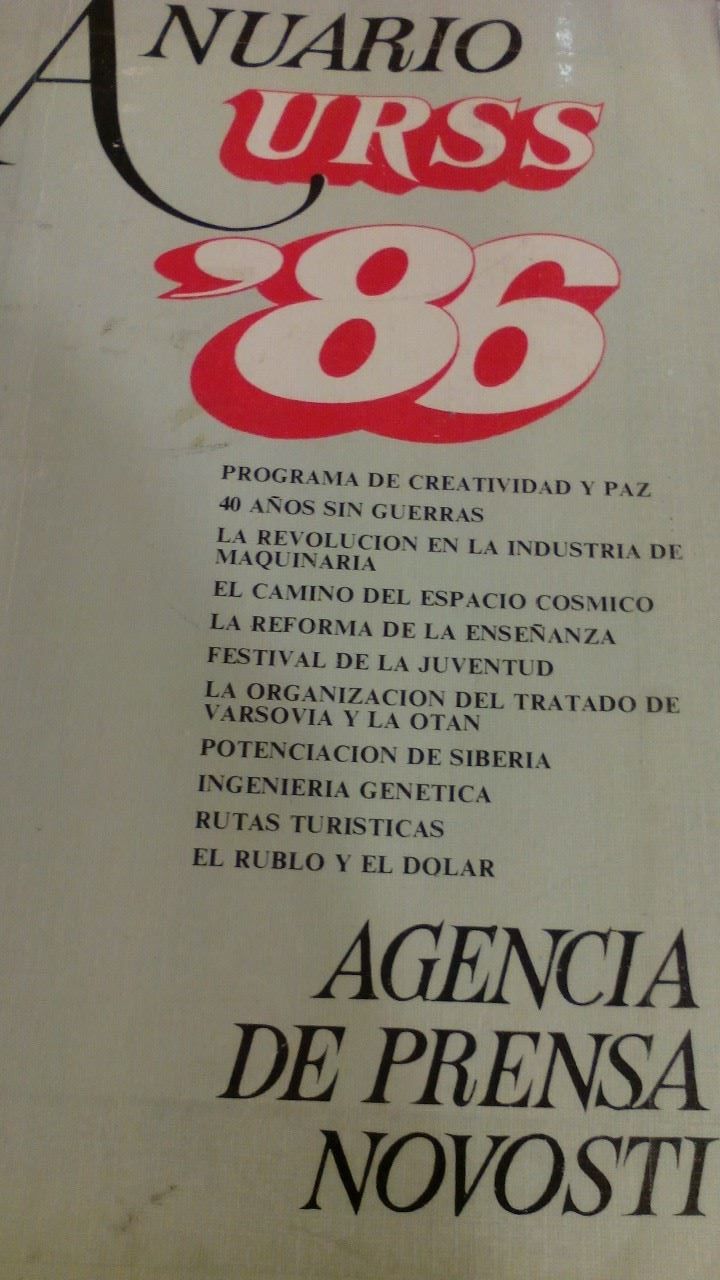 ANUARIO
URSS
'86
PROGRAMA DE CREATIVIDAD Y PAZ
40 AÑOS SIN GUERRAS
LA REVOLUCION EN LA INDUSTRIA DE
MAQUINARIA
EL CAMINO DEL ESPACIO COSMICO
LA REFORMA DE LA ENSEÑANZA
FESTIVAL DE LA JUVENTUD
LA ORGANIZACION DEL TRATADO DE
VARSOVIA Y LA OTAN
POTENCIACION DE SIBERIA
INGENIERIA GENETICA
RUTAS TURISTICAS
EL RUBLO Y EL DOLAR
AGENCIA
DE PRENSA
NOVOSTI